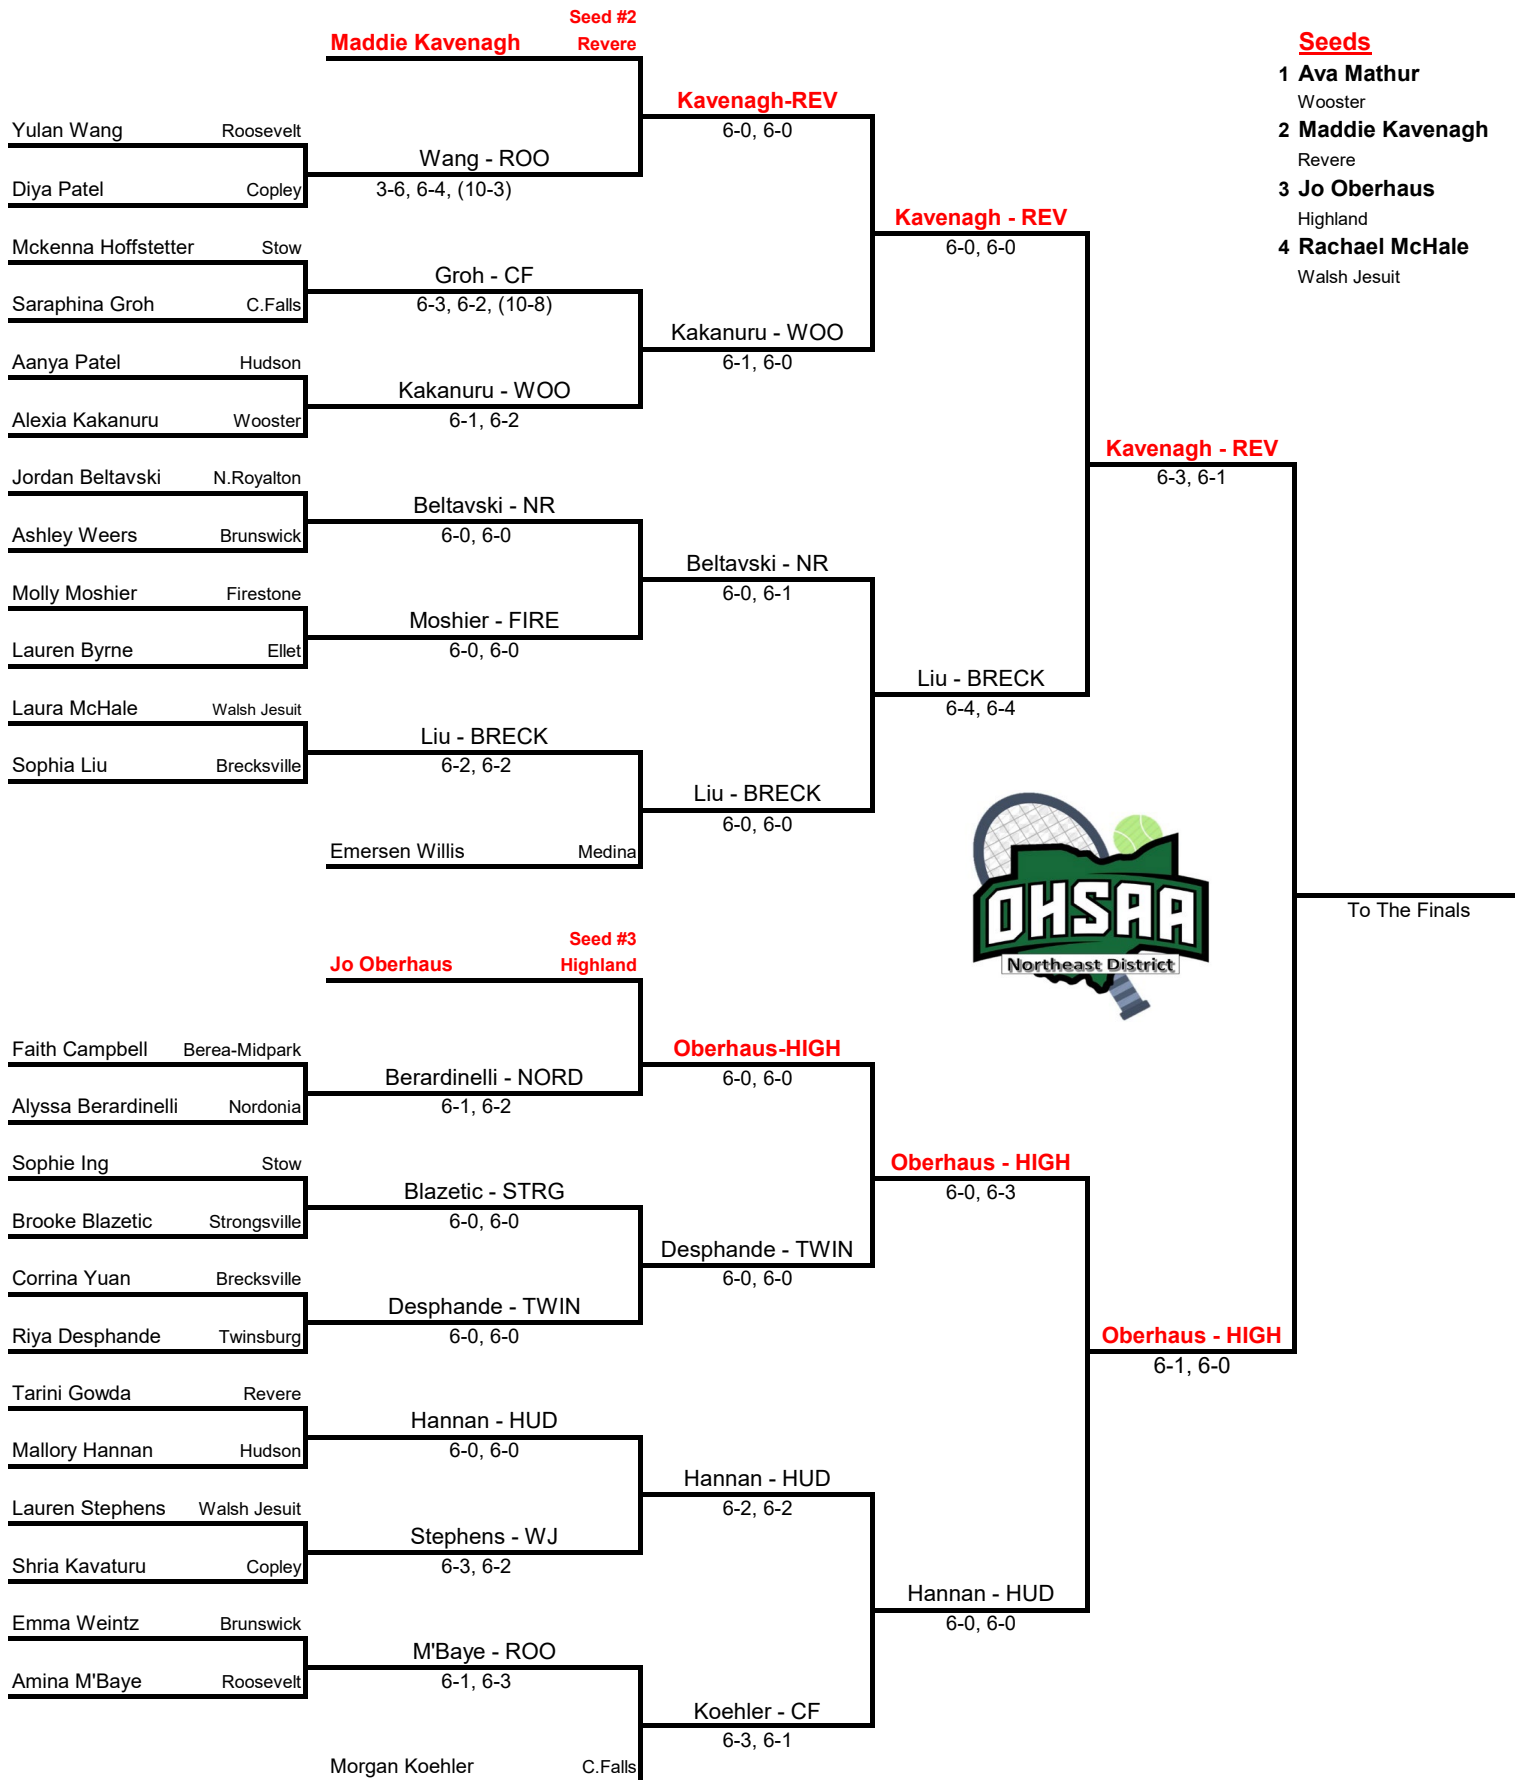 Seed #2
Maddie Kavenagh Revere
Seeds
1 Ava Mathur
Wooster
2 Maddie Kavenagh
Revere
3 Jo Oberhaus
Highland
4 Rachael McHale
Walsh Jesuit
Kavenagh-REV
6-0, 6-0
Yulan Wang Roosevelt
Wang - ROO
Diya Patel Copley
3-6, 6-4, (10-3)
Kavenagh - REV
6-0, 6-0
Mckenna Hoffstetter Stow
Groh - CF
Saraphina Groh C.Falls
6-3, 6-2, (10-8)
Kakanuru - WOO
6-1, 6-0
Aanya Patel Hudson
Kakanuru - WOO
Alexia Kakanuru Wooster
6-1, 6-2
Kavenagh - REV
6-3, 6-1
Jordan Beltavski N.Royalton
Beltavski - NR
Ashley Weers Brunswick
6-0, 6-0
Beltavski - NR
6-0, 6-1
Molly Moshier Firestone
Moshier - FIRE
Lauren Byrne Ellet
6-0, 6-0
Liu - BRECK
6-4, 6-4
Laura McHale Walsh Jesuit
Liu - BRECK
Sophia Liu Brecksville
6-2, 6-2
Liu - BRECK
6-0, 6-0
Emersen Willis Medina
OHSAA
Northeast District
To The Finals
Seed #3
Jo Oberhaus Highland
Oberhaus-HIGH
6-0, 6-0
Faith Campbell Berea-Midpark
Berardinelli - NORD
Alyssa Berardinelli Nordonia
6-1, 6-2
Sophie Ing Stow
Oberhaus - HIGH
6-0, 6-3
Blazetic - STRG
Brooke Blazetic Strongsville
6-0, 6-0
Desphande - TWIN
6-0, 6-0
Corrina Yuan Brecksville
Desphande - TWIN
Riya Desphande Twinsburg
6-0, 6-0
Oberhaus - HIGH
6-1, 6-0
Tarini Gowda Revere
Hannan - HUD
Mallory Hannan Hudson
6-0, 6-0
Hannan - HUD
6-2, 6-2
Lauren Stephens Walsh Jesuit
Stephens - WJ
Shria Kavaturu Copley
6-3, 6-2
Hannan - HUD
6-0, 6-0
Emma Weintz Brunswick
M'Baye - ROO
Amina M'Baye Roosevelt
6-1, 6-3
Koehler - CF
6-3, 6-1
Morgan Koehler C.Falls